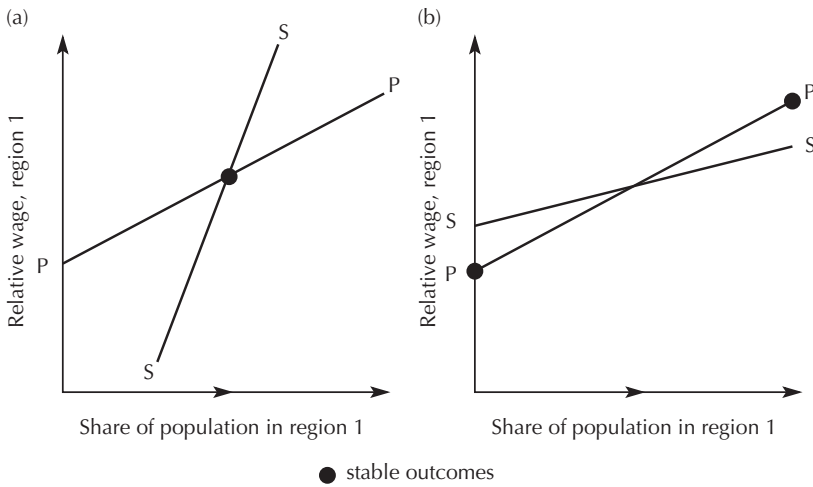 (a)
S
P
P
S
Relative wage, region 1
Share of population in region 1
(b)
P
S
S
P
Relative wage, region 1
Share of population in region 1
stable outcomes